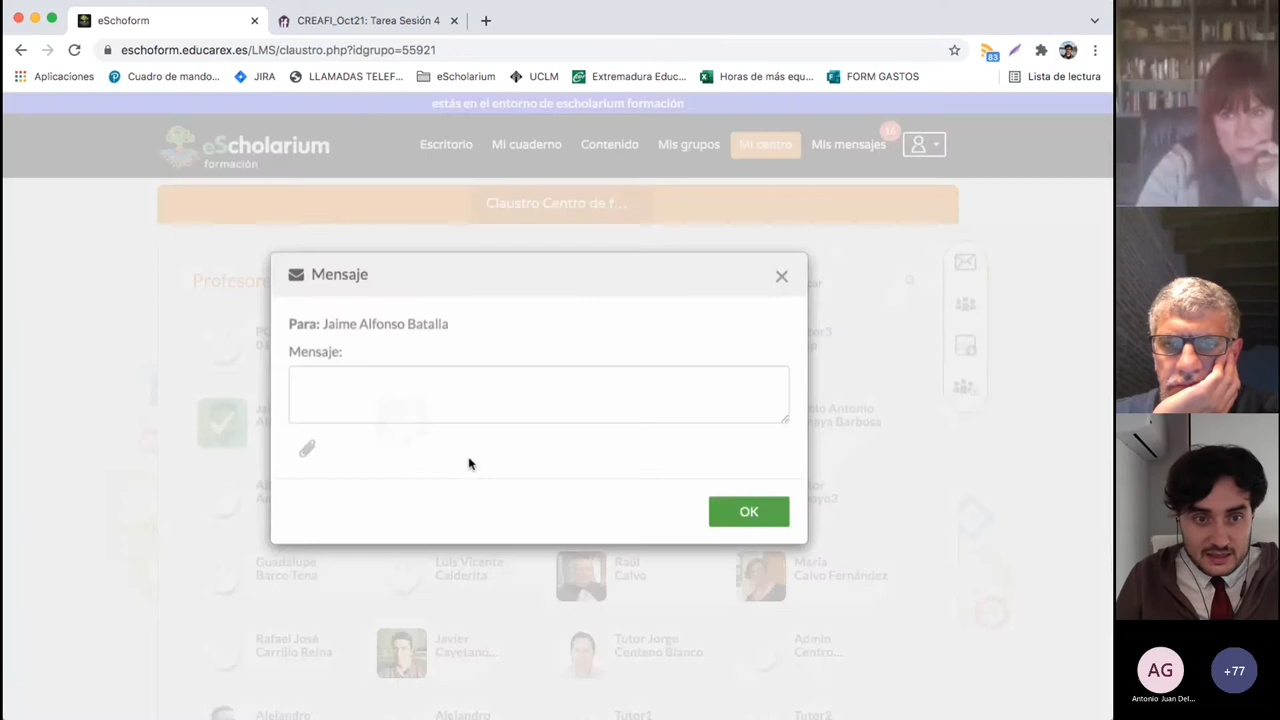 eSchoform
CREAFI_Oct21: Tarea Sesión 4
eschoform.educarex.es/LMS/claustro.php?idgrupo=55921
83
Aplicaciones
Cuadro de mando...
JIRA
LLAMADAS TELEF...
eScholarium
UCLM
Extremadura Educ...
Horas de más equ...
FORM GASTOS
Lista de lectura
estás en el entorno de escholarium formación
eScholarium
formación
Escritorio
Mi cuaderno
Contenido
Mis grupos
Mi centro
Mis mensajes
16
Claustro Centro de f...
Profesore
Mensaje
Para: Jaime Alfonso Batalla
Mensaje:
OK
Guadalupe
Barco Tena
Luis Vicente
Calderita
Raúl
Calvo
María
Calvo Fernández
Rafael José
Carrillo Reina
Javier
Cayetano...
Tutor Jorge
Centeno Blanco
Admin
Centro...
Alejandro
Alejandro
Tutor1
Tutor2
AG
+77
Antonio Juan Del...